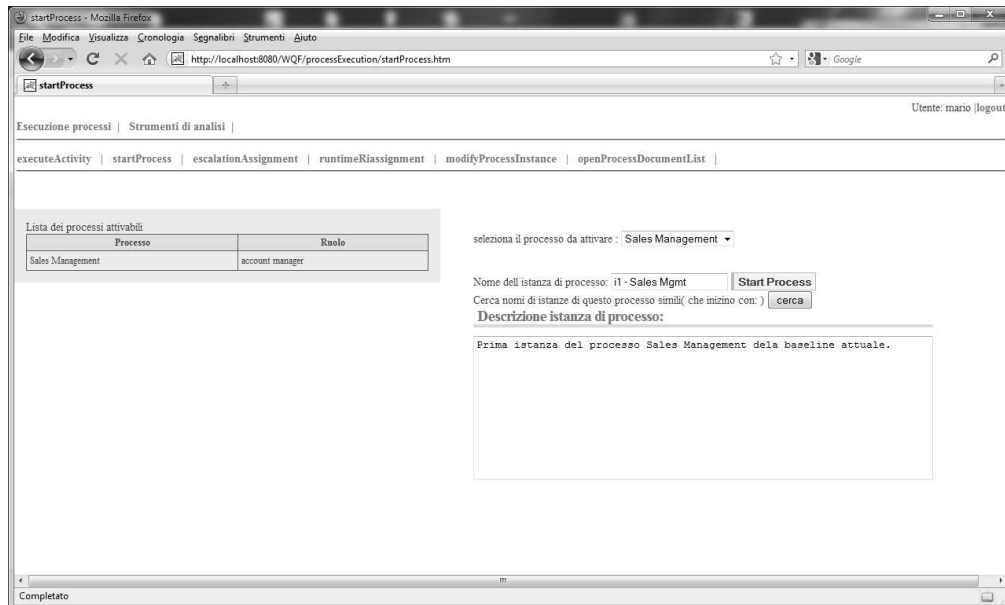 startProcess - Mozilla Firefox
File Modifica Visualizza Cronologia Segnalibri Strumenti Aiuto
http://localhost:8080/WQF/processExecution/startProcess.htm
Google
startProcess
Utente: mario |logout
Esecuzione processi | Strumenti di analisi |
executeActivity | startProcess | escalationAssignment | runtimeRiassignment | modifyProcessInstance | openProcessDocumentList |
Lista dei processi attivabili
Processo Ruolo
Sales Management account manager
seleziona il processo da attivare : Sales Management
Nome dell istanza di processo: i1 - Sales Mgmt Start Process
Cerca nomi di istanze di questo processo simili( che inizino con: ) cerca
Descrizione istanza di processo:
Prima istanza del processo Sales Management dela baseline attuale.
Completato